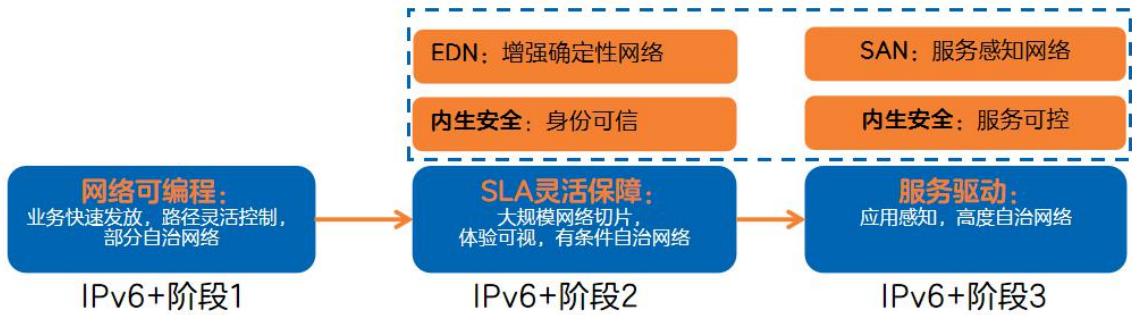 EDN：增强确定性网络
SAN：服务感知网络
内生安全：身份可信
内生安全：服务可控
网络可编程：
业务快速发放，路径灵活控制，
部分自治网络
SLA灵活保障：
大规模网络切片，
体验可视，有条件自治网络
服务驱动：
应用感知，高度自治网络
IPv6+阶段1
IPv6+阶段2
IPv6+阶段3